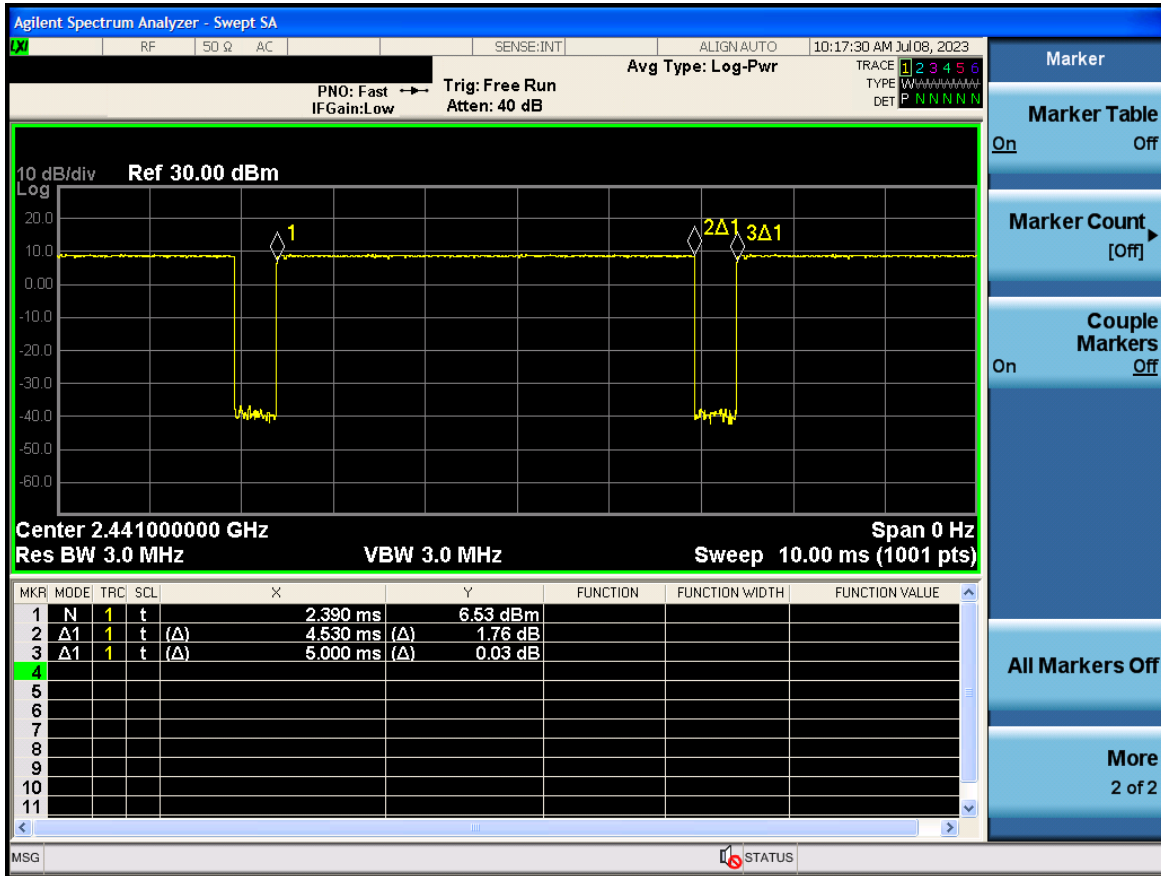 Agilent Spectrum Analyzer - Swept SA
LXI RF 50 Ω AC SENSE:INT ALIGN AUTO 10:17:30 AM Jul 08, 2023
Avg Type: Log-Pwr
TRACE 1 2 3 4 5 6
PNO: Fast Trig: Free Run
TYPE WWWWWW
IFGain:Low Atten: 40 dB
DET P N N N N N
10 dB/div Ref 30.00 dBm
Log
20.0
10.0
0.00
-10.0
-20.0
-30.0
-40.0
-50.0
-60.0
1
2Δ1
3Δ1
Center 2.441000000 GHz Span 0 Hz
Res BW 3.0 MHz VBW 3.0 MHz Sweep 10.00 ms (1001 pts)
MKR MODE TRC SCL X Y FUNCTION FUNCTION WIDTH FUNCTION VALUE
1 N 1 t 2.390 ms 6.53 dBm
2 Δ1 1 t (Δ) 4.530 ms (Δ) 1.76 dB
3 Δ1 1 t (Δ) 5.000 ms (Δ) 0.03 dB
4
5
6
7
8
9
10
11
MSG STATUS
Marker
Marker Table
On Off
Marker Count
[Off]
Couple
Markers
On Off
All Markers Off
More
2 of 2